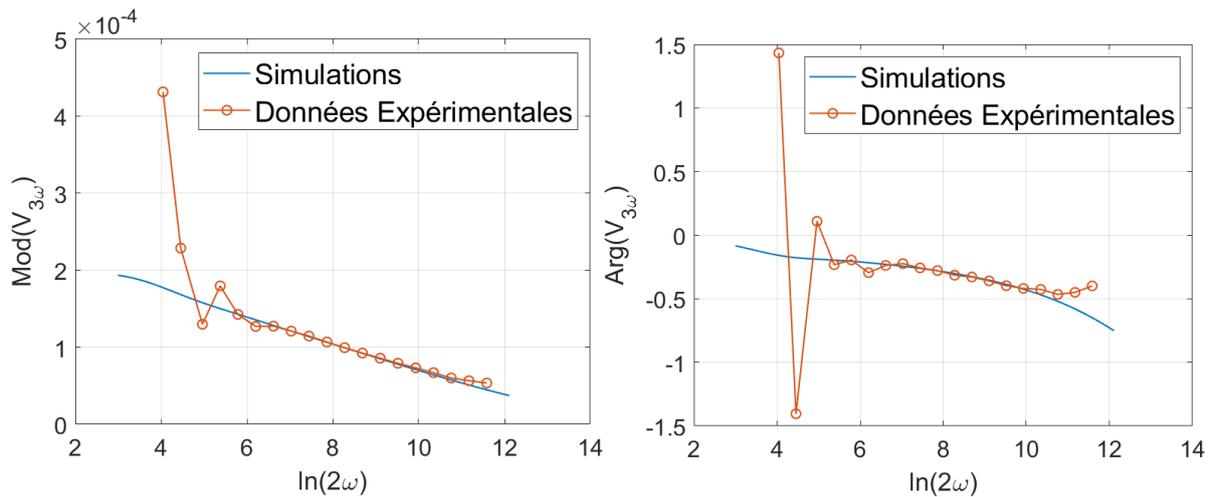 ×10⁻⁴
5
4
3
2
1
0
2 4 6 8 10 12 14
Mod(V3ω)
ln(2ω)
Simulations
Données Expérimentales
1.5
1
0.5
0
-0.5
-1
-1.5
2 4 6 8 10 12 14
Arg(V3ω)
ln(2ω)
Simulations
Données Expérimentales